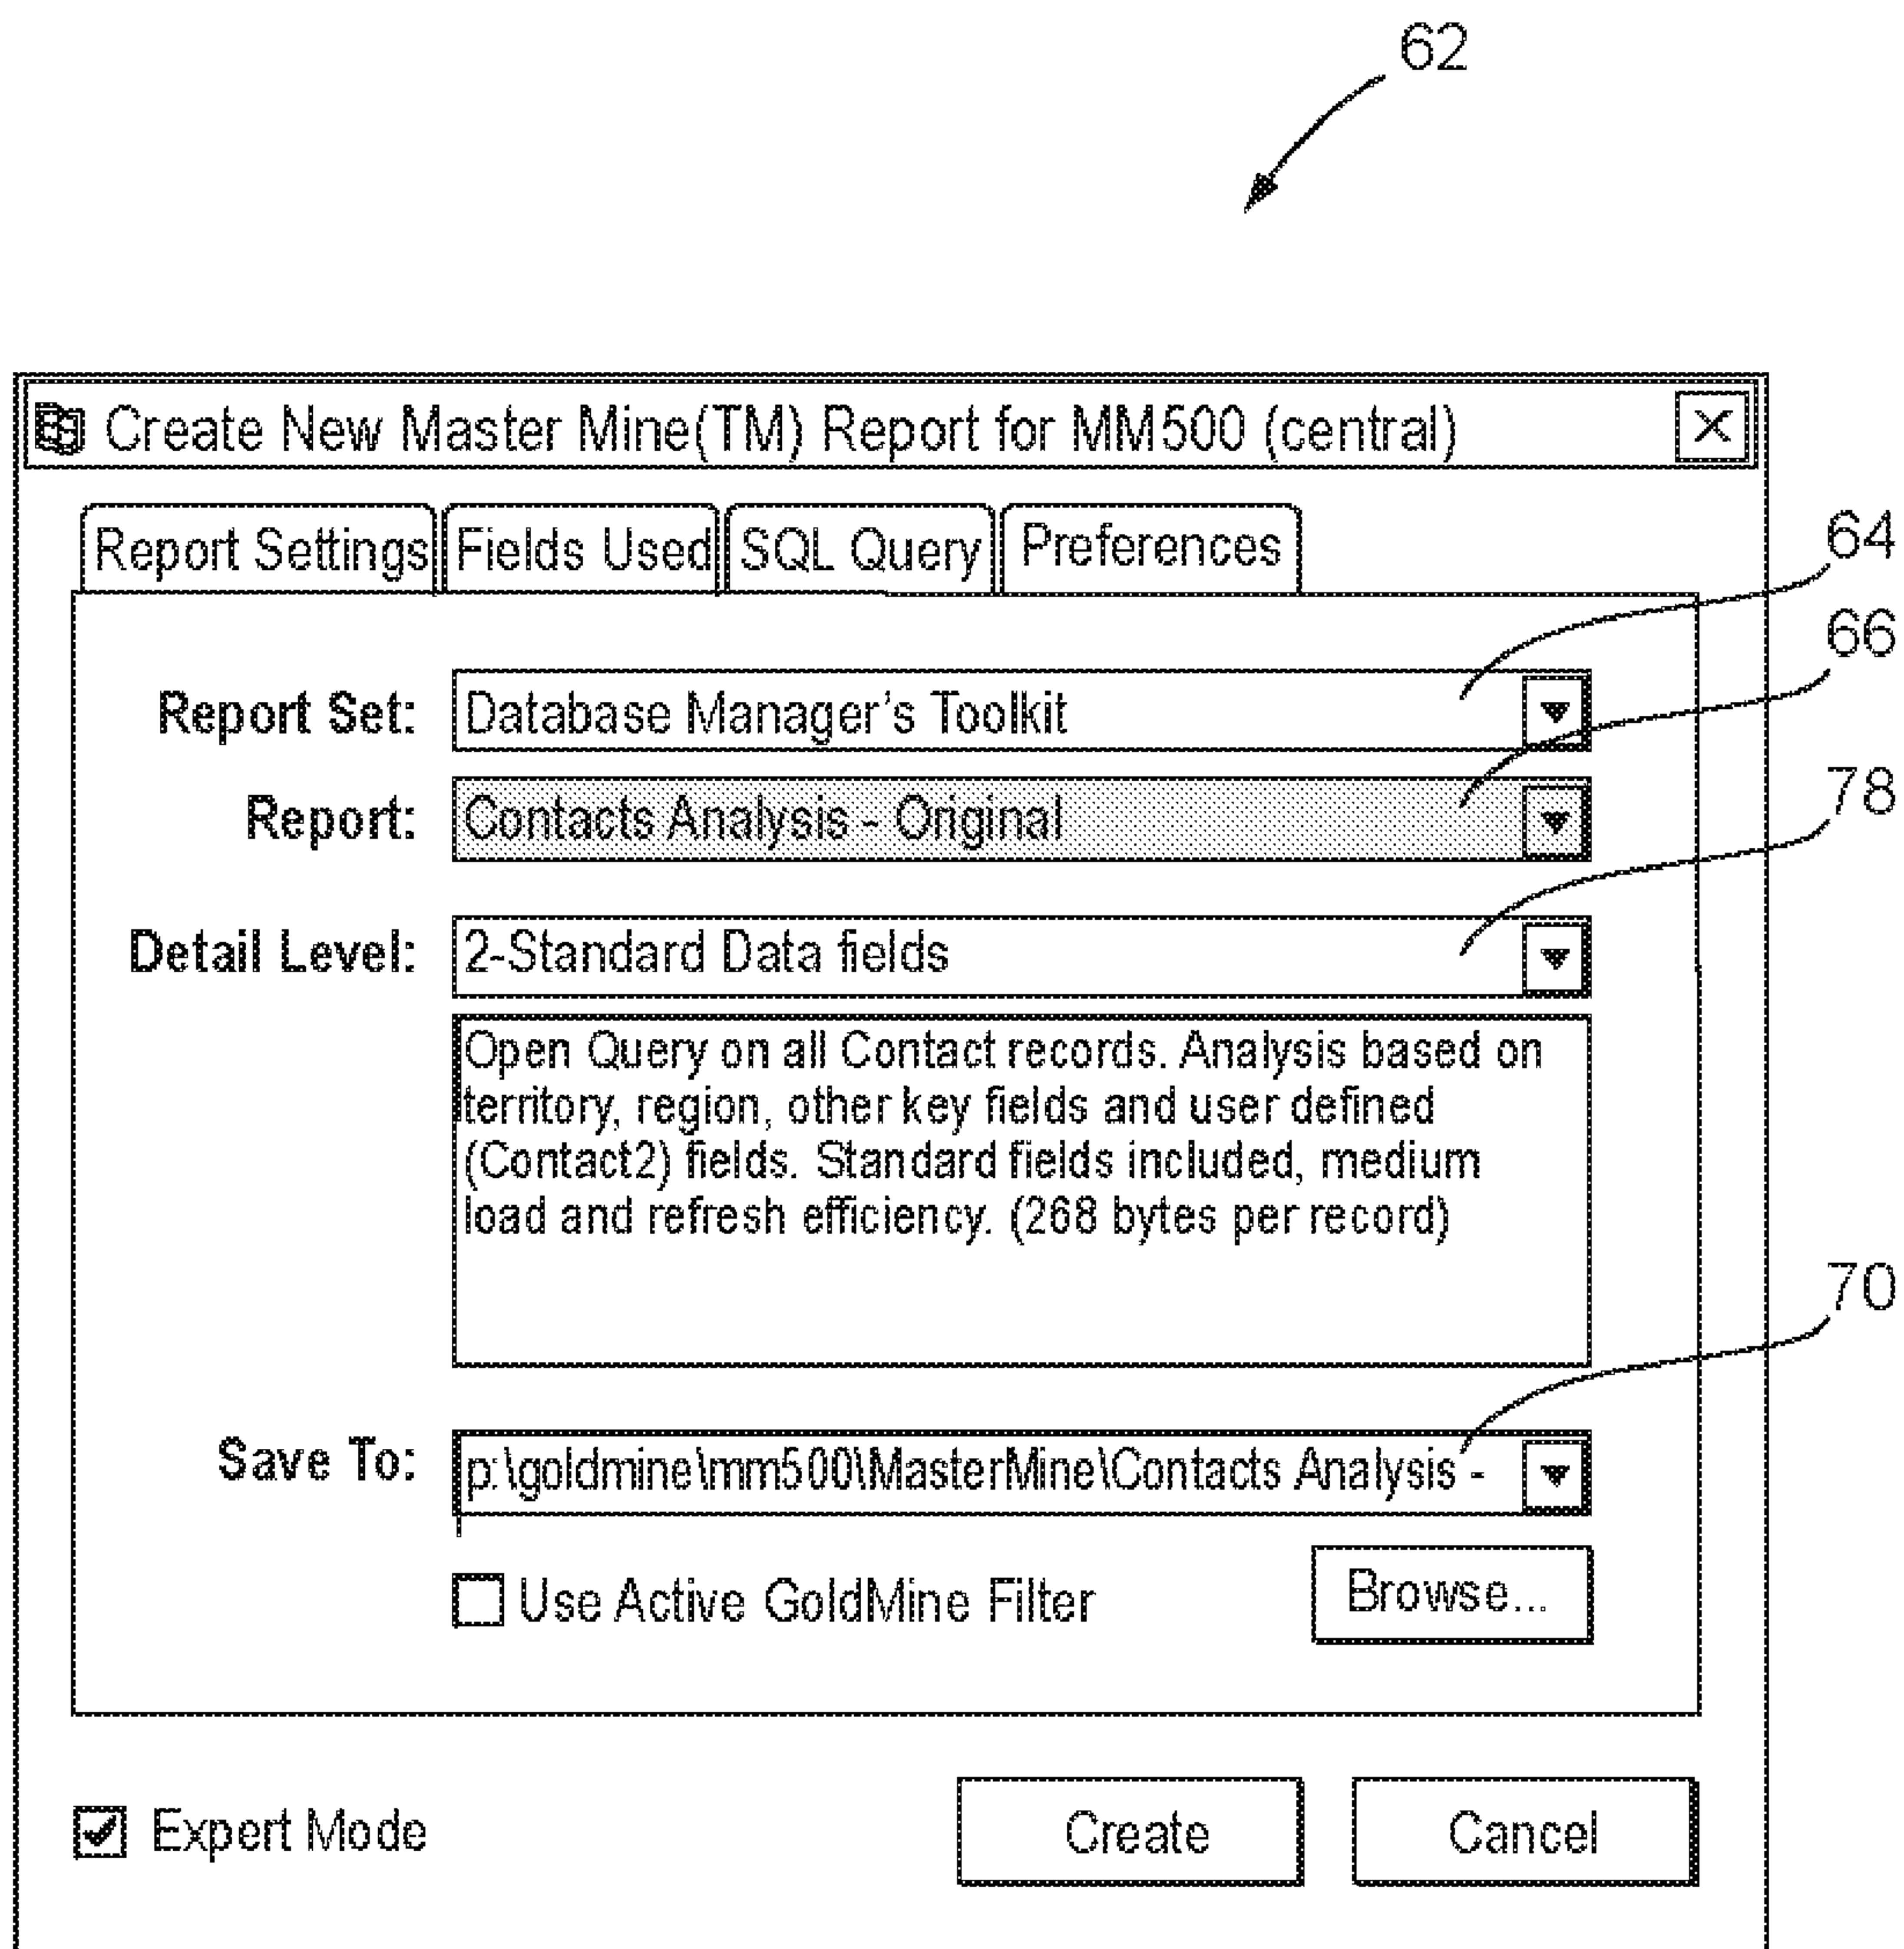 62
Create New Master Mine(TM) Report for MM500 (central)
Report Settings Fields Used SQL Query Preferences
64
66
Report Set: Database Manager's Toolkit
Report: Contacts Analysis - Original
78
Detail Level: 2-Standard Data fields
Open Query on all Contact records. Analysis based on
territory, region, other key fields and user defined
(Contact2) fields. Standard fields included, medium
load and refresh efficiency. (268 bytes per record)
70
Save To: p:\goldmine\mm500\MasterMine\Contacts Analysis -
Use Active GoldMine Filter Browse...
Expert Mode Create Cancel